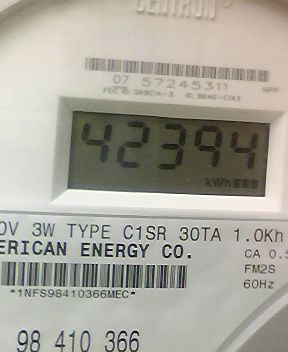 CENTRON®
07 57245311
42394
kWh
0V 3W TYPE C1SR 30TA 1.0Kh
ERICAN ENERGY CO.
CA 0.5
FM2S
*1NFS98410366MEC*
60Hz
98 410 366